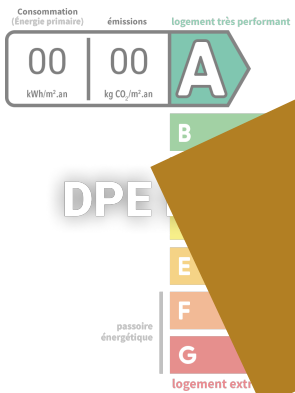 Consommation
(Énergie primaire)
émissions
logement très performant
00
00
A
kWh/m².an
kg CO₂/m².an
B
DPE
E
F
passoire
énergétique
G
logement